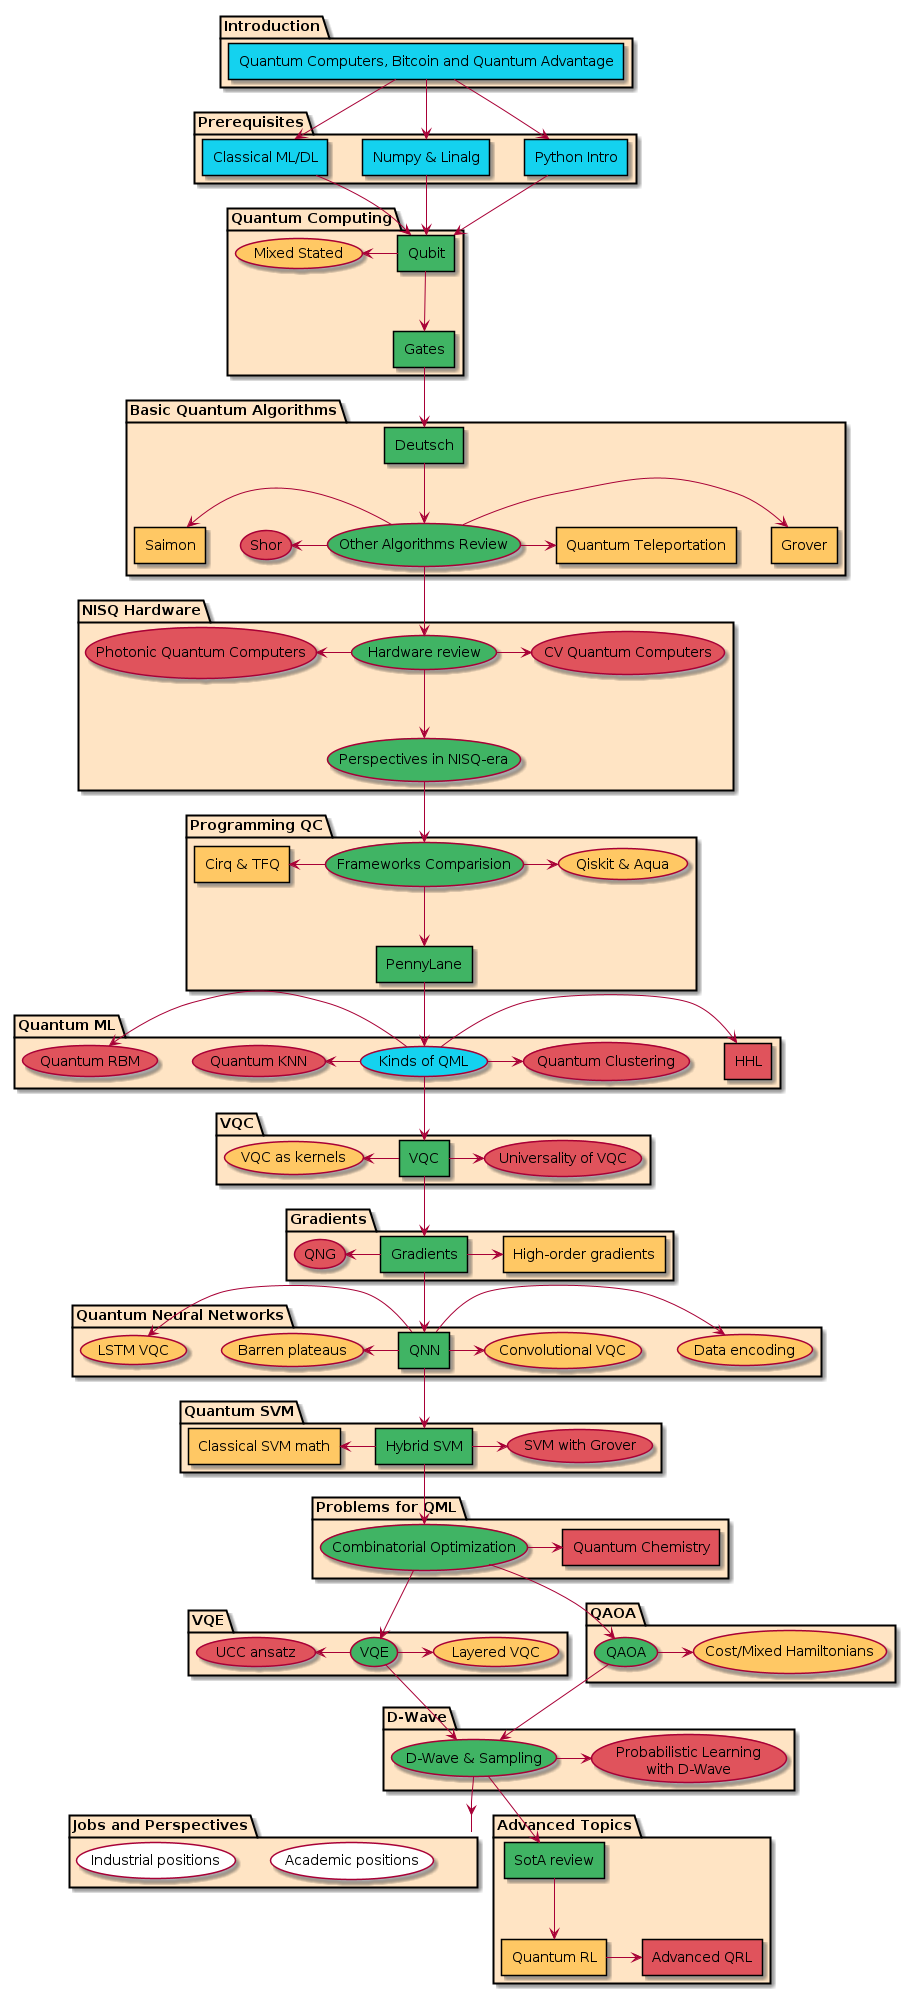 Introduction
Quantum Computers, Bitcoin and Quantum Advantage
Prerequisites
Classical ML/DL
Numpy & Linalg
Python Intro
Quantum Computing
Mixed Stated
Qubit
Gates
Basic Quantum Algorithms
Deutsch
Saimon
Shor
Other Algorithms Review
Quantum Teleportation
Grover
NISQ Hardware
Photonic Quantum Computers
Hardware review
CV Quantum Computers
Perspectives in NISQ-era
Programming QC
Cirq & TFQ
Frameworks Comparision
Qiskit & Aqua
PennyLane
Quantum ML
Quantum RBM
Quantum KNN
Kinds of QML
Quantum Clustering
HHL
VQC
VQC as kernels
VQC
Universality of VQC
Gradients
QNG
Gradients
High-order gradients
Quantum Neural Networks
LSTM VQC
Barren plateaus
QNN
Convolutional VQC
Data encoding
Quantum SVM
Classical SVM math
Hybrid SVM
SVM with Grover
Problems for QML
Combinatorial Optimization
Quantum Chemistry
VQE
UCC ansatz
VQE
Layered VQC
QAOA
QAOA
Cost/Mixed Hamiltonians
D-Wave
D-Wave & Sampling
Probabilistic Learning
with D-Wave
Jobs and Perspectives
Industrial positions
Academic positions
Advanced Topics
SotA review
Quantum RL
Advanced QRL